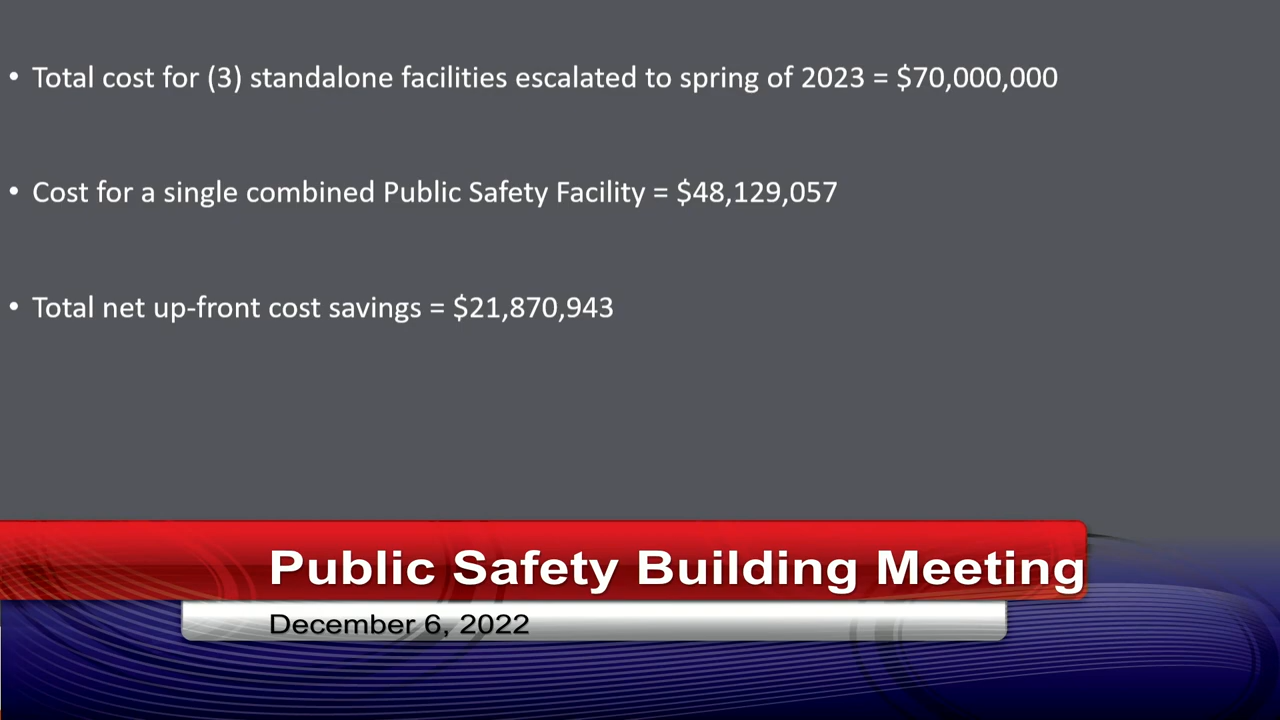 • Total cost for (3) standalone facilities escalated to spring of 2023 = $70,000,000
• Cost for a single combined Public Safety Facility = $48,129,057
• Total net up-front cost savings = $21,870,943
Public Safety Building Meeting
December 6, 2022